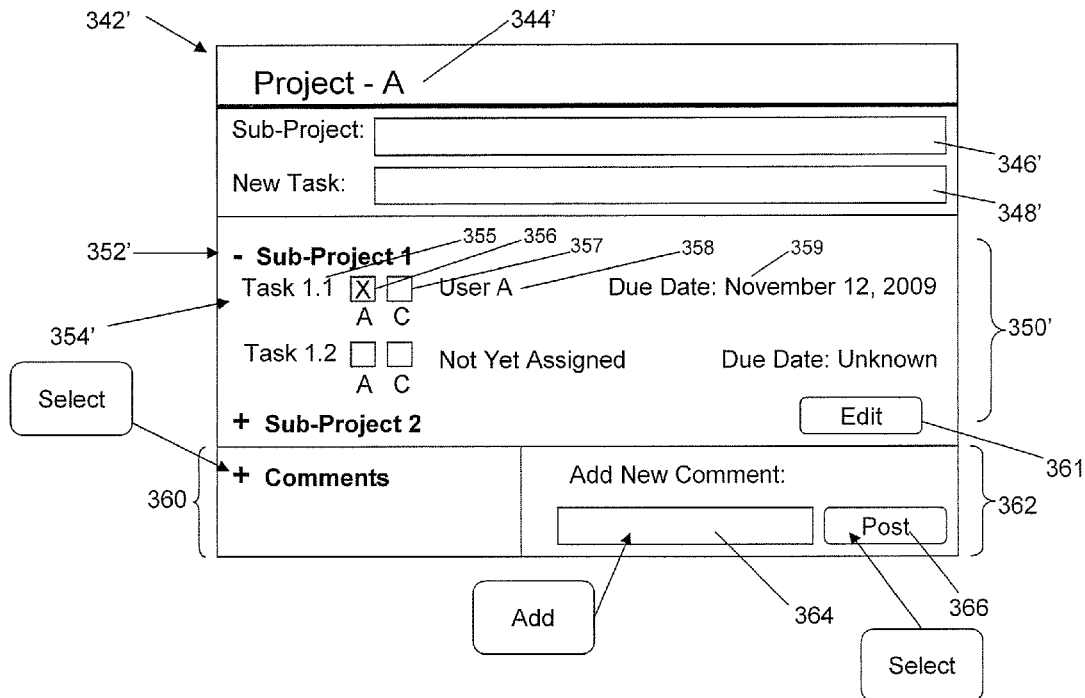 342' 344'
Project - A
Sub-Project:
346'
New Task:
348'
352' - Sub-Project 1 355 356 357 358 359
Task 1.1 X User A Due Date: November 12, 2009
A C
354' 350'
Task 1.2 Not Yet Assigned Due Date: Unknown
A C
Select
+ Sub-Project 2 Edit
361
+ Comments Add New Comment:
360 362
Post
364 366
Add
Select